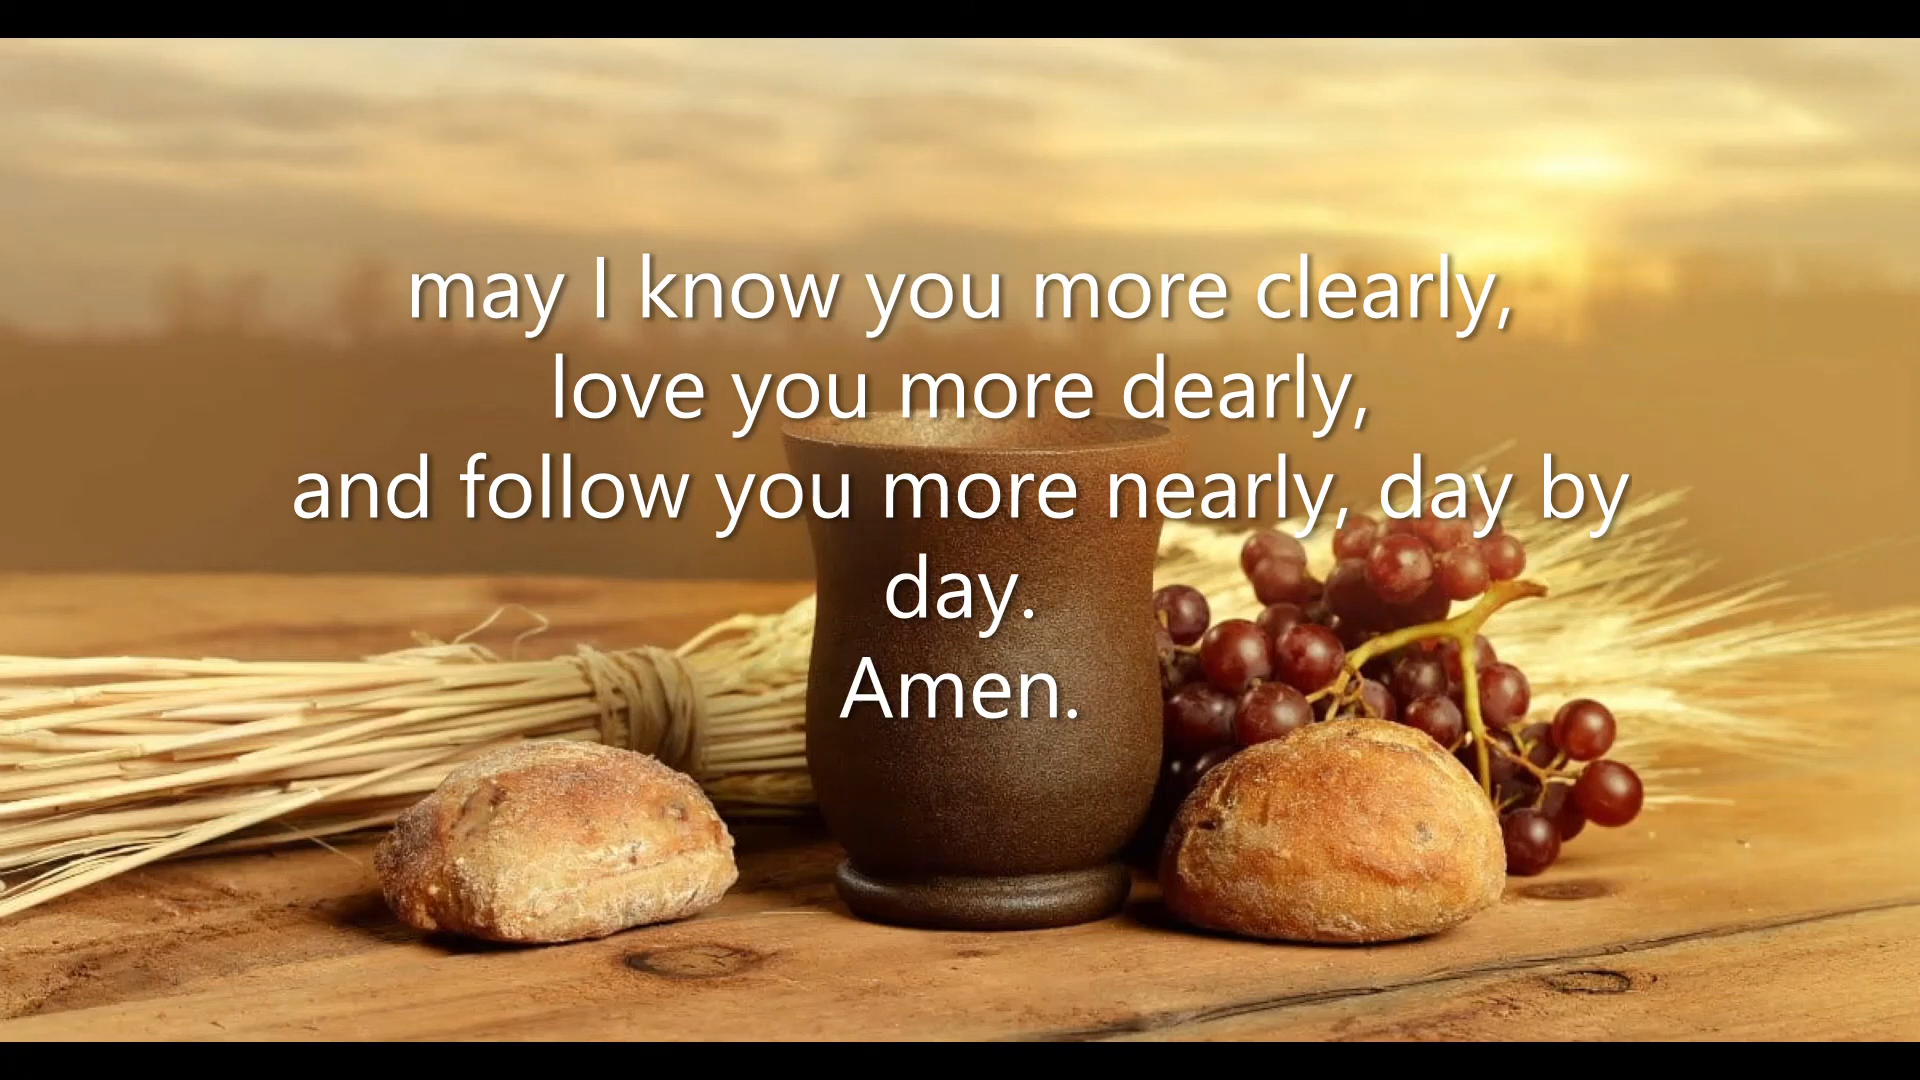 may I know you more clearly,
love you more dearly,
and follow you more nearly, day by
day.
Amen.